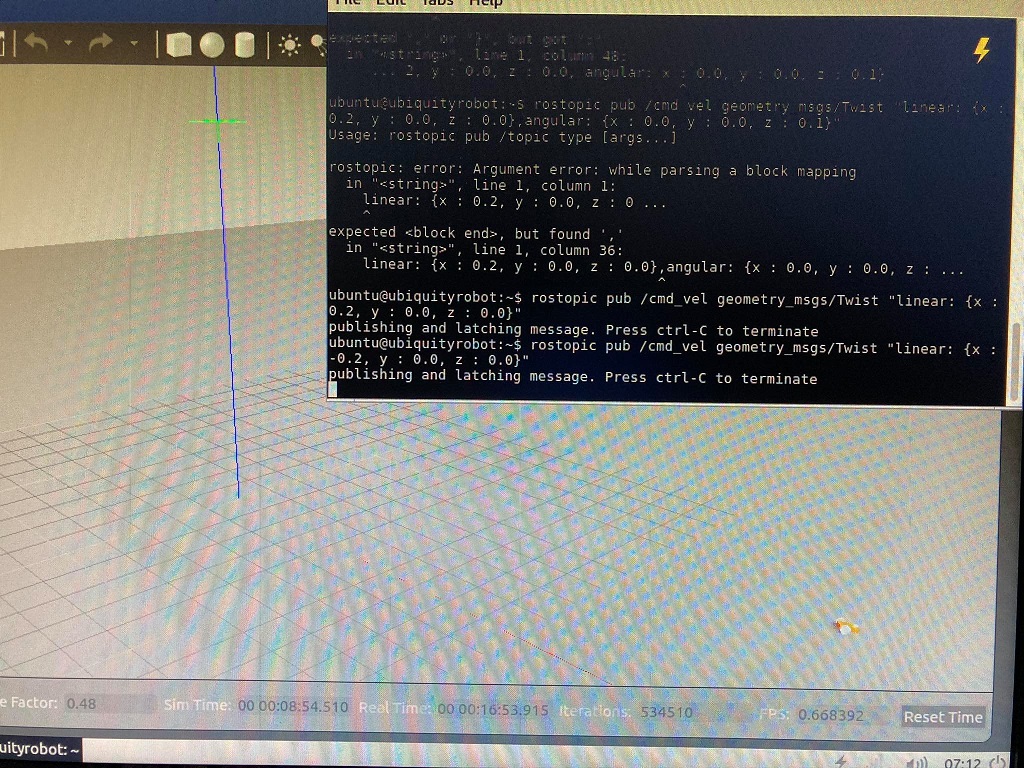 File Edit Tabs Help
expected ',' or '}', but got ':'
in "<string>", line 1, column 48:
... 2, y : 0.0, z : 0.0, angular: x : 0.0, y : 0.0, z : 0.1}
^
ubuntu@ubiquityrobot:~$ rostopic pub /cmd_vel geometry_msgs/Twist "linear: {x :
0.2, y : 0.0, z : 0.0},angular: {x : 0.0, y : 0.0, z : 0.1}"
Usage: rostopic pub /topic type [args...]
rostopic: error: Argument error: while parsing a block mapping
in "<string>", line 1, column 1:
linear: {x : 0.2, y : 0.0, z : 0 ...
^
expected <block end>, but found ','
in "<string>", line 1, column 36:
linear: {x : 0.2, y : 0.0, z : 0.0},angular: {x : 0.0, y : 0.0, z : ...
^
ubuntu@ubiquityrobot:~$ rostopic pub /cmd_vel geometry_msgs/Twist "linear: {x :
0.2, y : 0.0, z : 0.0}"
publishing and latching message. Press ctrl-C to terminate
ubuntu@ubiquityrobot:~$ rostopic pub /cmd_vel geometry_msgs/Twist "linear: {x :
-0.2, y : 0.0, z : 0.0}"
publishing and latching message. Press ctrl-C to terminate
e Factor: 0.48 Sim Time: 00 00:08:54.510 Real Time: 00 00:16:53.915 Iterations: 534510 FPS: 0.668392 Reset Time
uityrobot: ~ 07:12